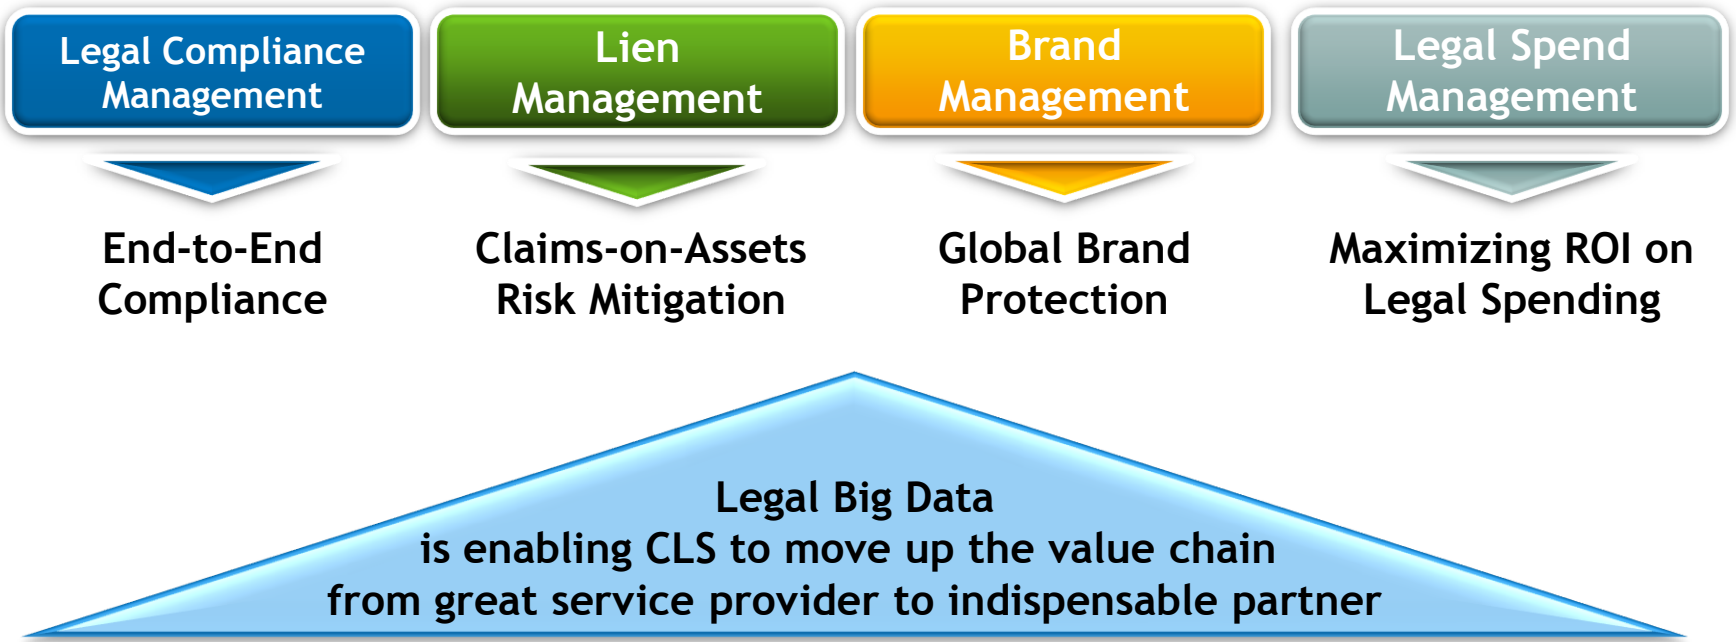 Legal Compliance
Management
Lien
Management
Brand
Management
Legal Spend
Management
End-to-End
Compliance
Claims-on-Assets
Risk Mitigation
Global Brand
Protection
Maximizing ROI on
Legal Spending
Legal Big Data
is enabling CLS to move up the value chain
from great service provider to indispensable partner